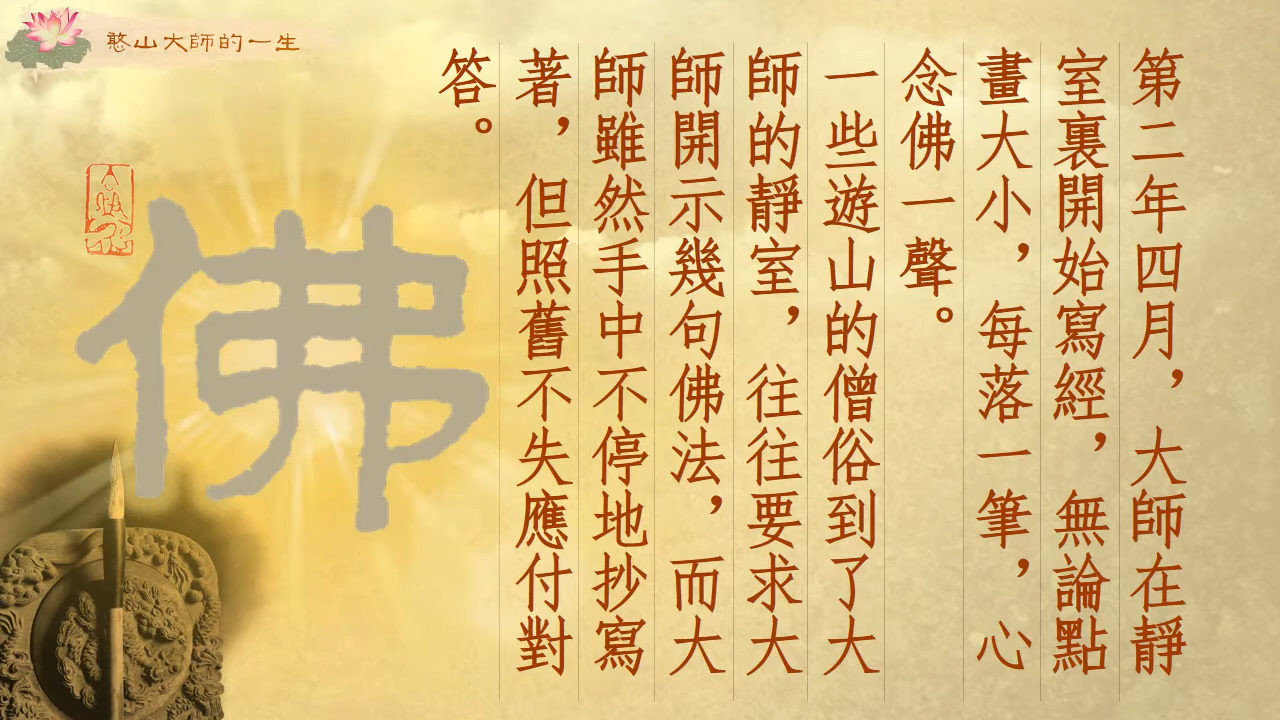 憨山大師的一生
第二年四月，大師在靜
室裏開始寫經，無論點
畫大小，每落一筆，心
念佛一聲。
一些遊山的僧俗到了大
師的靜室，往往要求大
師開示幾句佛法，而大
師雖然手中不停地抄寫
著，但照舊不失應付對
答。
佛